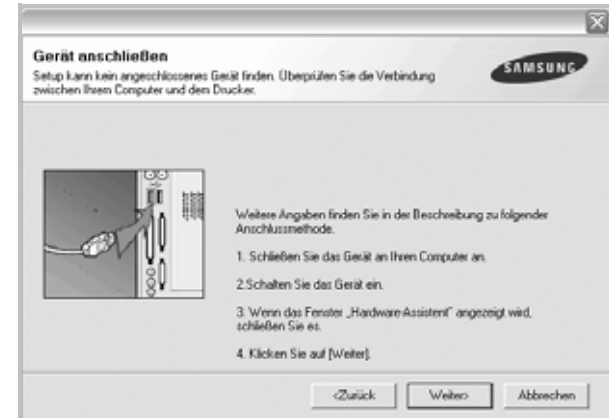 Gerät anschließen
Setup kann kein angeschlossenes Gerät finden. Überprüfen Sie die Verbindung
zwischen Ihrem Computer und dem Drucker.
SAMSUNG
Weitere Angaben finden Sie in der Beschreibung zu folgender
Anschlussmethode.
1. Schließen Sie das Gerät an Ihren Computer an.
2.Schalten Sie das Gerät ein.
3. Wenn das Fenster „Hardware-Assistent" angezeigt wird,
schließen Sie es.
4. Klicken Sie auf [Weiter].
<Zurück
Weiter>
Abbrechen